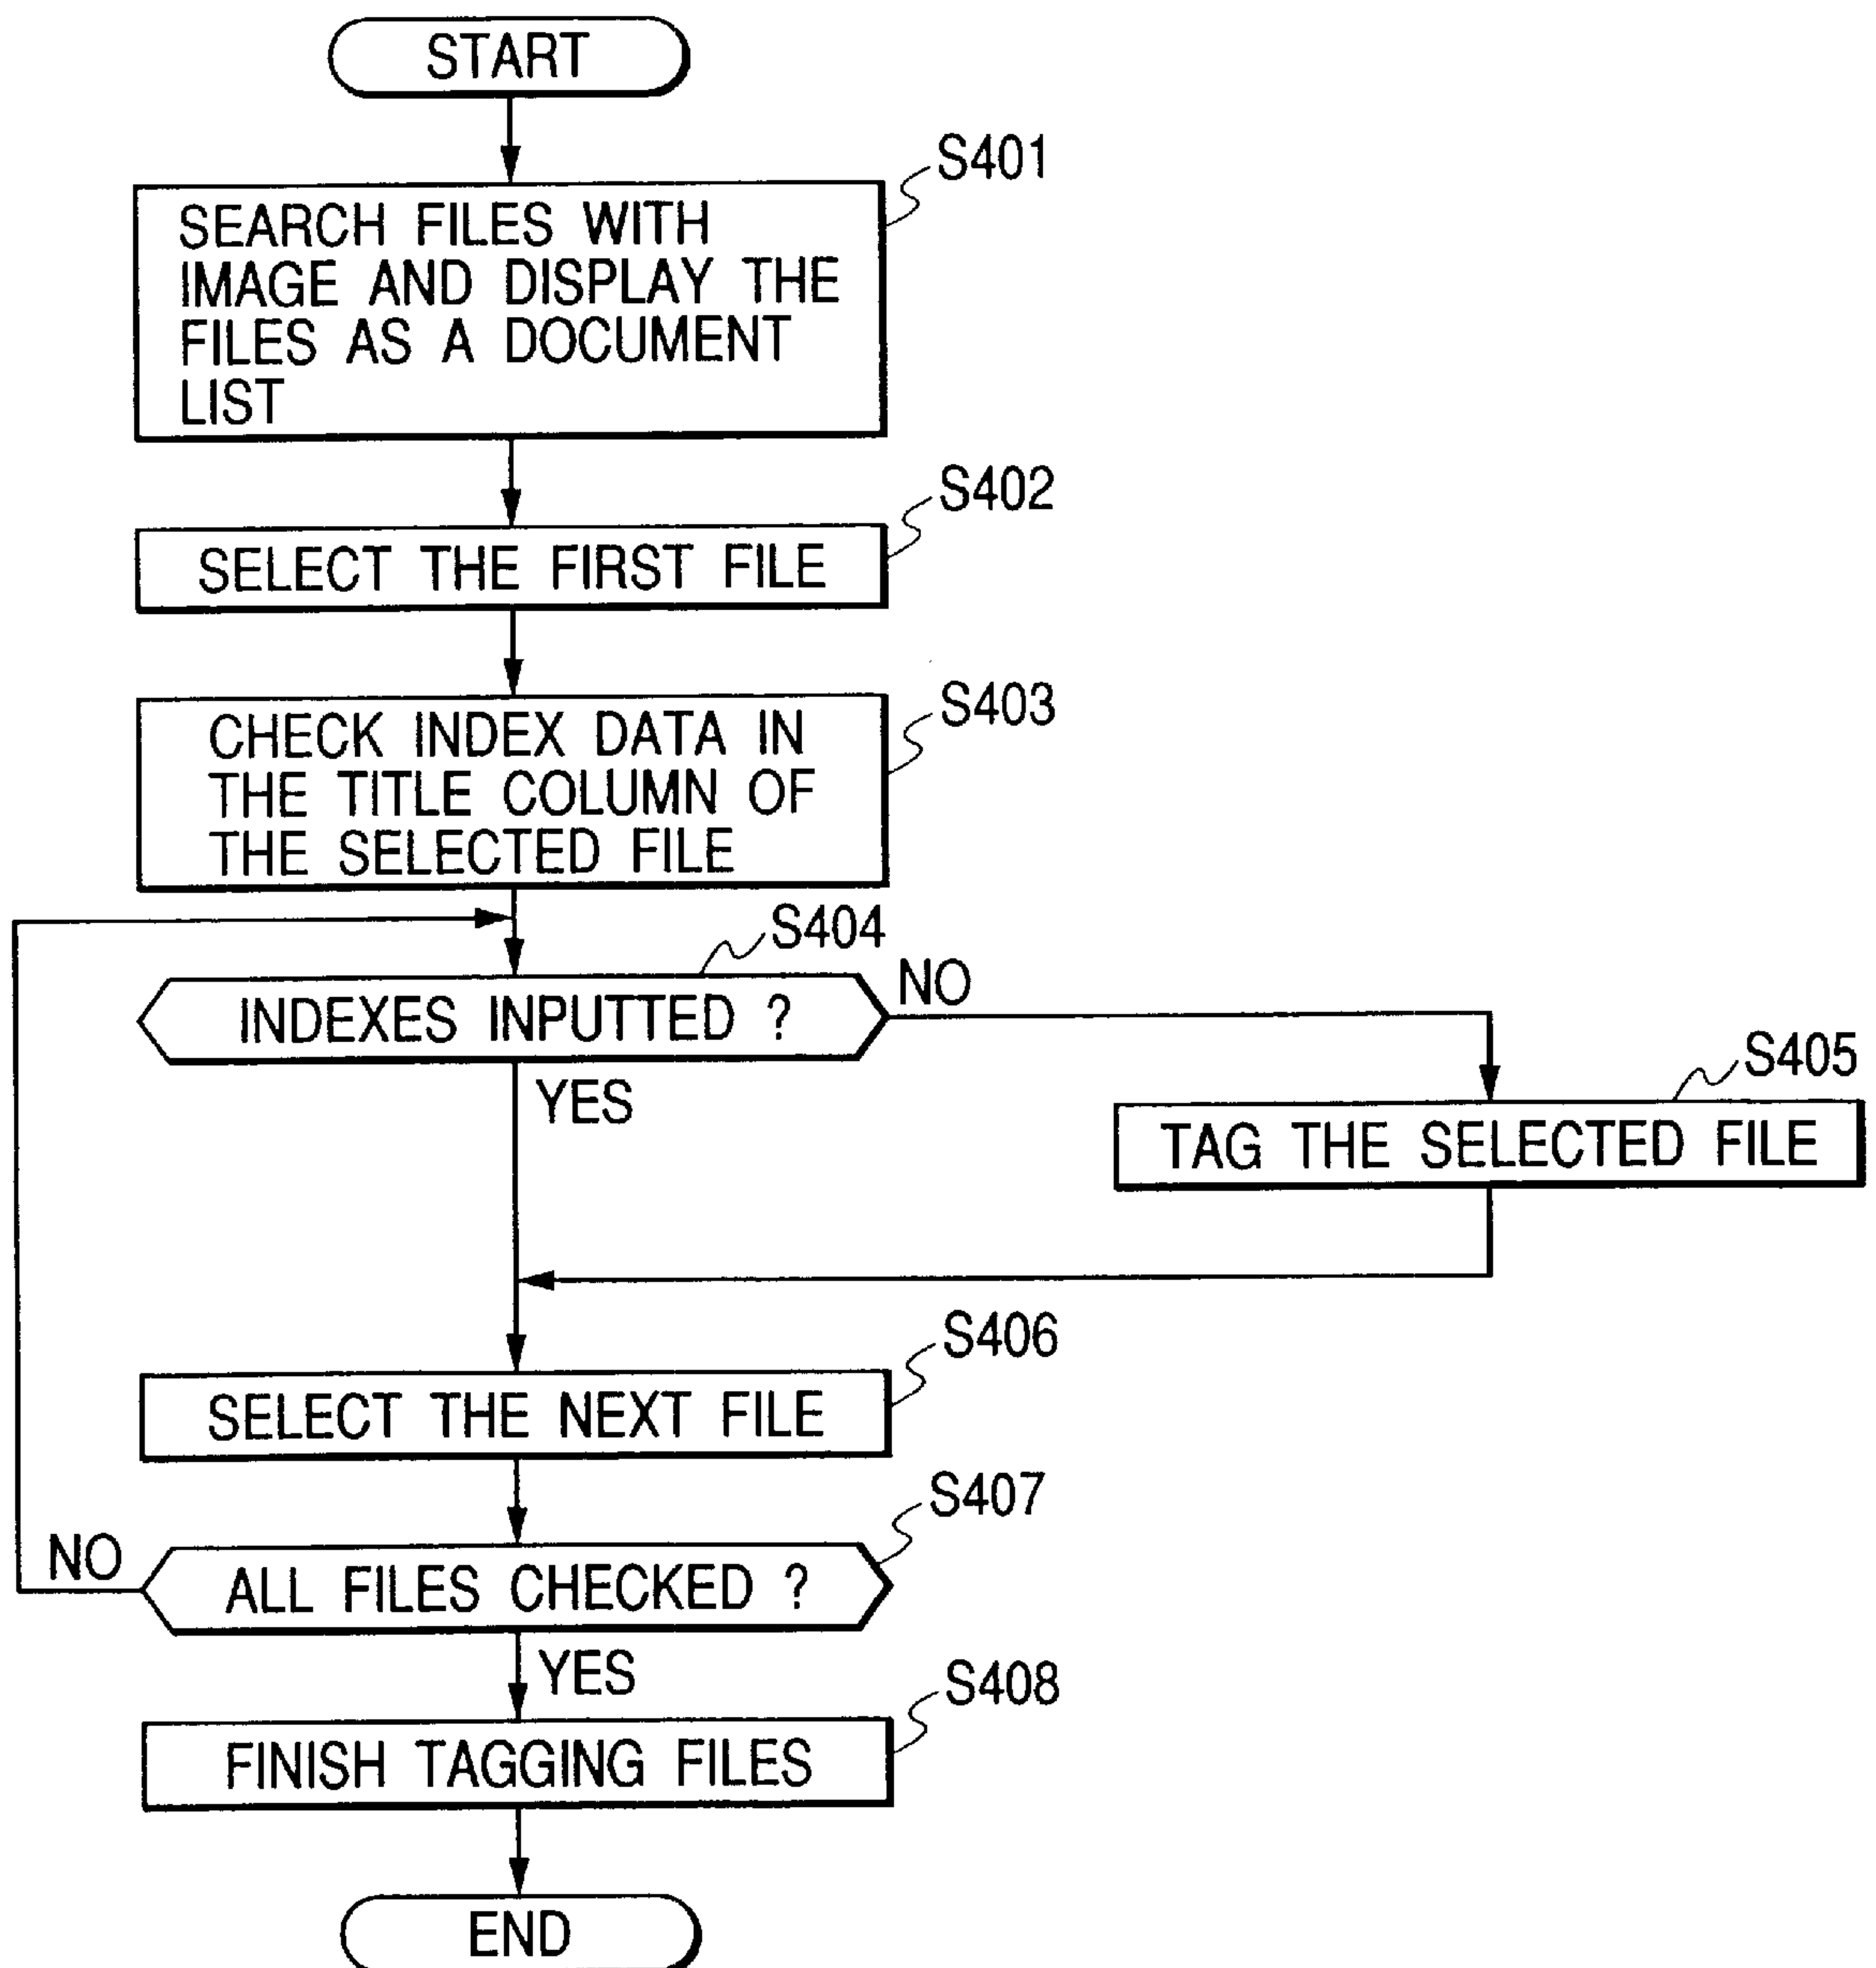 START
S401
SEARCH FILES WITH
IMAGE AND DISPLAY THE
FILES AS A DOCUMENT
LIST
S402
SELECT THE FIRST FILE
S403
CHECK INDEX DATA IN
THE TITLE COLUMN OF
THE SELECTED FILE
S404
INDEXES INPUTTED ?
NO
YES
S405
TAG THE SELECTED FILE
S406
SELECT THE NEXT FILE
S407
NO
ALL FILES CHECKED ?
YES
S408
FINISH TAGGING FILES
END